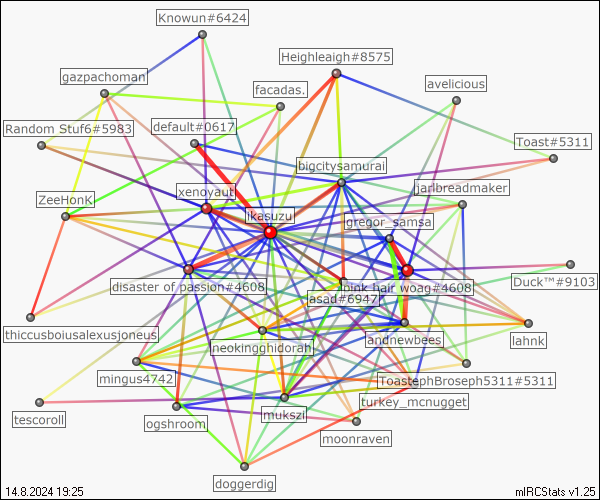 Knowun#6424
Heighleaigh#8575
gazpachoman
avelicious
facadas.
Random Stuf6#5983
default#0617
Toast#5311
bigcitysamurai
xenoyaut
jarlbreadmaker
ZeeHonK
likasuzu
gregor_samsa
disaster of passion#4608
pink hair woag#4608
Duck™#9103
asad#6947
thiccusboiusalexusjoneus
andnewbees
lahnk
neokingghidorah
mingus4742
ToastephBroseph5311#5311
turkey_mcnugget
tescoroll
ogshroom
mukszi
moonraven
doggerdig
14.8.2024 19:25
mIRCStats v1.25